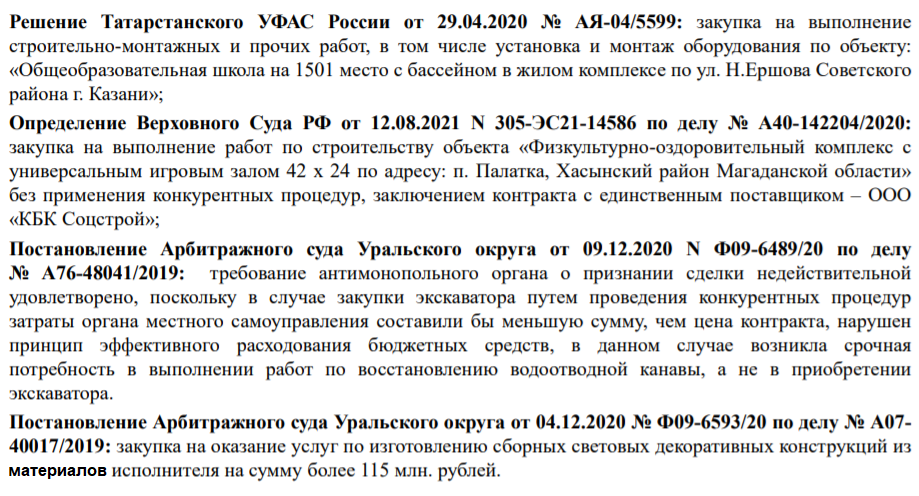 Решение Татарстанского УФАС России от 29.04.2020 № АЯ-04/5599: закупка на выполнение
строительно-монтажных и прочих работ, в том числе установка и монтаж оборудования по объекту:
«Общеобразовательная школа на 1501 место с бассейном в жилом комплексе по ул. Н.Ершова Советского
района г. Казани»;
Определение Верховного Суда РФ от 12.08.2021 N 305-ЭС21-14586 по делу № А40-142204/2020:
закупка на выполнение работ по строительству объекта «Физкультурно-оздоровительный комплекс с
универсальным игровым залом 42 х 24 по адресу: п. Палатка, Хасынский район Магаданской области»
без применения конкурентных процедур, заключением контракта с единственным поставщиком – ООО
«КБК Соцстрой»;
Постановление Арбитражного суда Уральского округа от 09.12.2020 N Ф09-6489/20 по делу
№ А76-48041/2019: требование антимонопольного органа о признании сделки недействительной
удовлетворено, поскольку в случае закупки экскаватора путем проведения конкурентных процедур
затраты органа местного самоуправления составили бы меньшую сумму, чем цена контракта, нарушен
принцип эффективного расходования бюджетных средств, в данном случае возникла срочная
потребность в выполнении работ по восстановлению водоотводной канавы, а не в приобретении
экскаватора.
Постановление Арбитражного суда Уральского округа от 04.12.2020 № Ф09-6593/20 по делу № А07-
40017/2019: закупка на оказание услуг по изготовлению сборных световых декоративных конструкций из
материалов исполнителя на сумму более 115 млн. рублей.